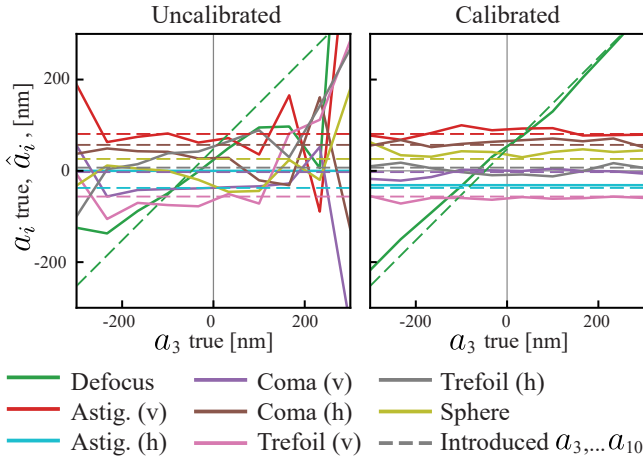 Uncalibrated Calibrated
200
0
-200
a_i true, â_i, [nm]
-200 0 200 -200 0 200
a_3 true [nm] a_3 true [nm]
Defocus Coma (v) Trefoil (h)
Astig. (v) Coma (h) Sphere
Astig. (h) Trefoil (v) Introduced a_3,... a_10